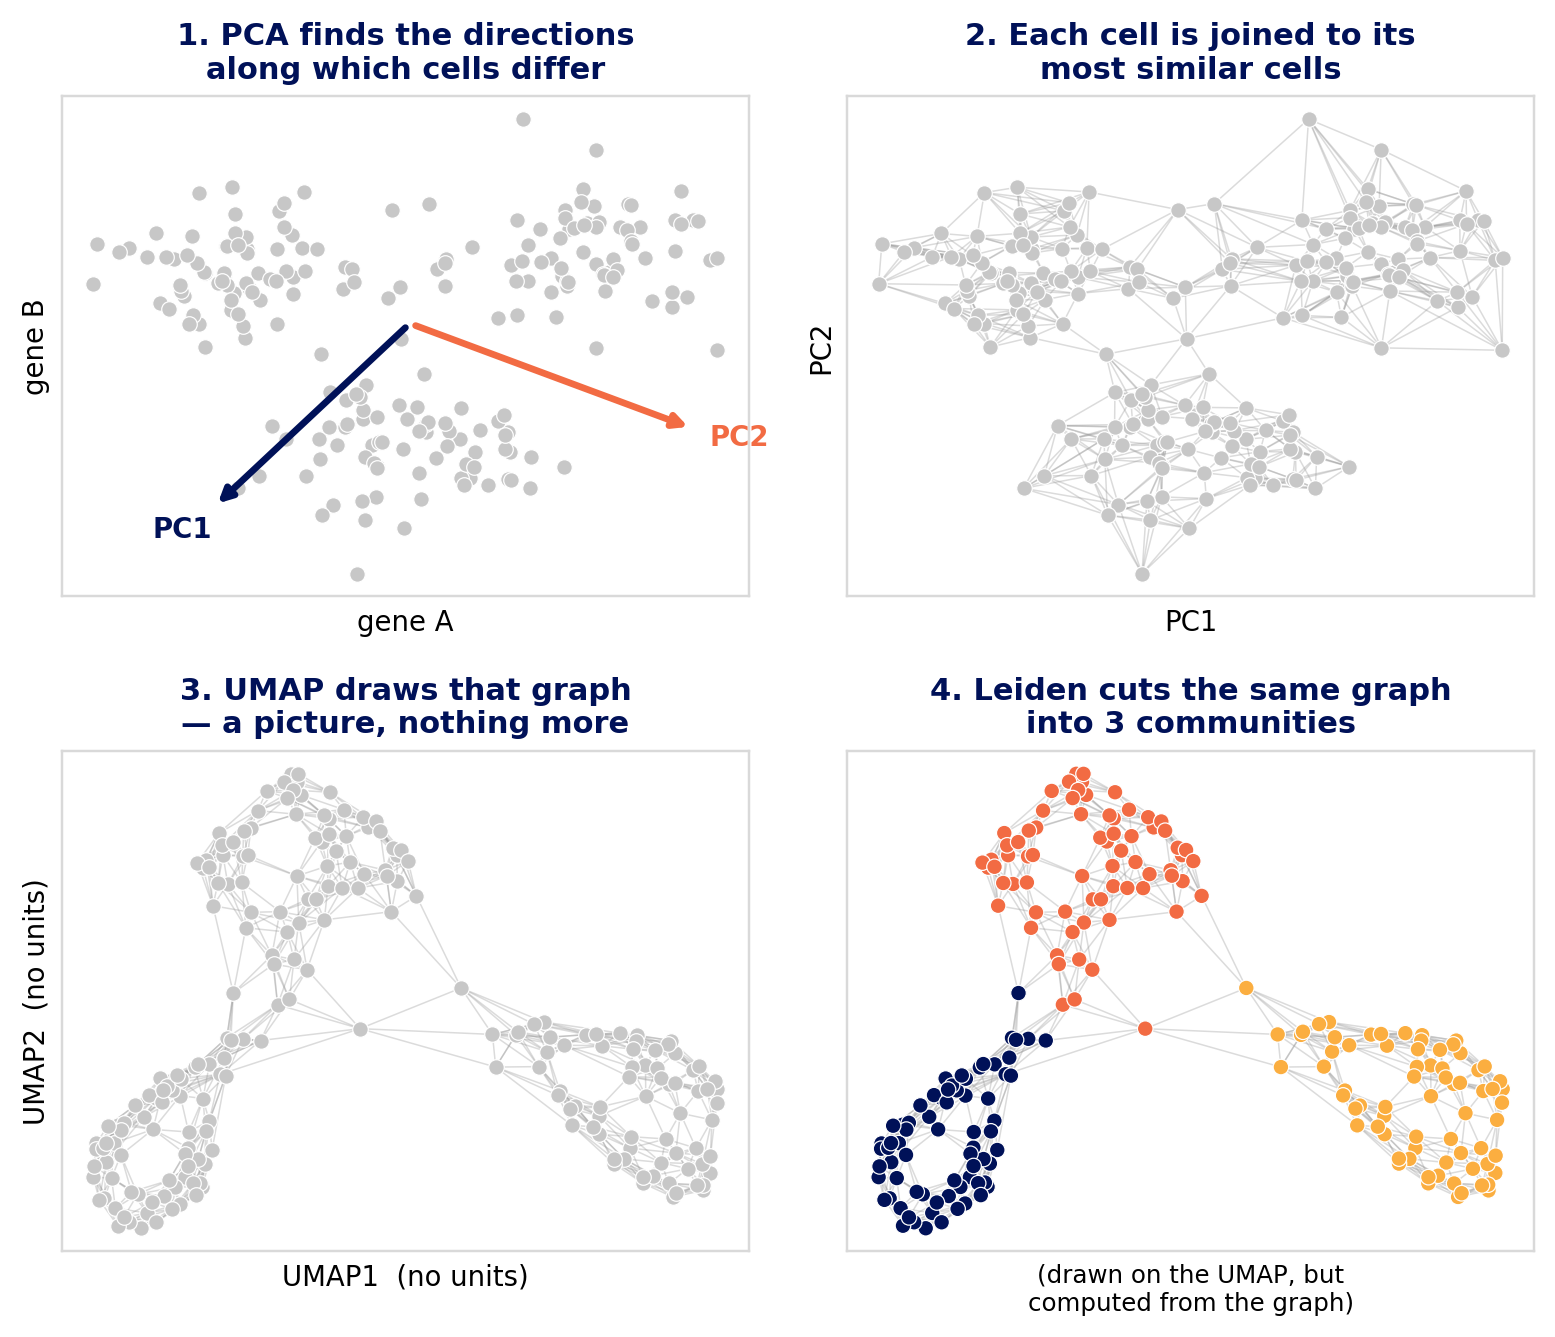 1. PCA finds the directions
along which cells differ
gene B
PC1
PC2
gene A
2. Each cell is joined to its
most similar cells
PC2
PC1
3. UMAP draws that graph
— a picture, nothing more
UMAP2  (no units)
UMAP1  (no units)
4. Leiden cuts the same graph
into 3 communities
(drawn on the UMAP, but
computed from the graph)